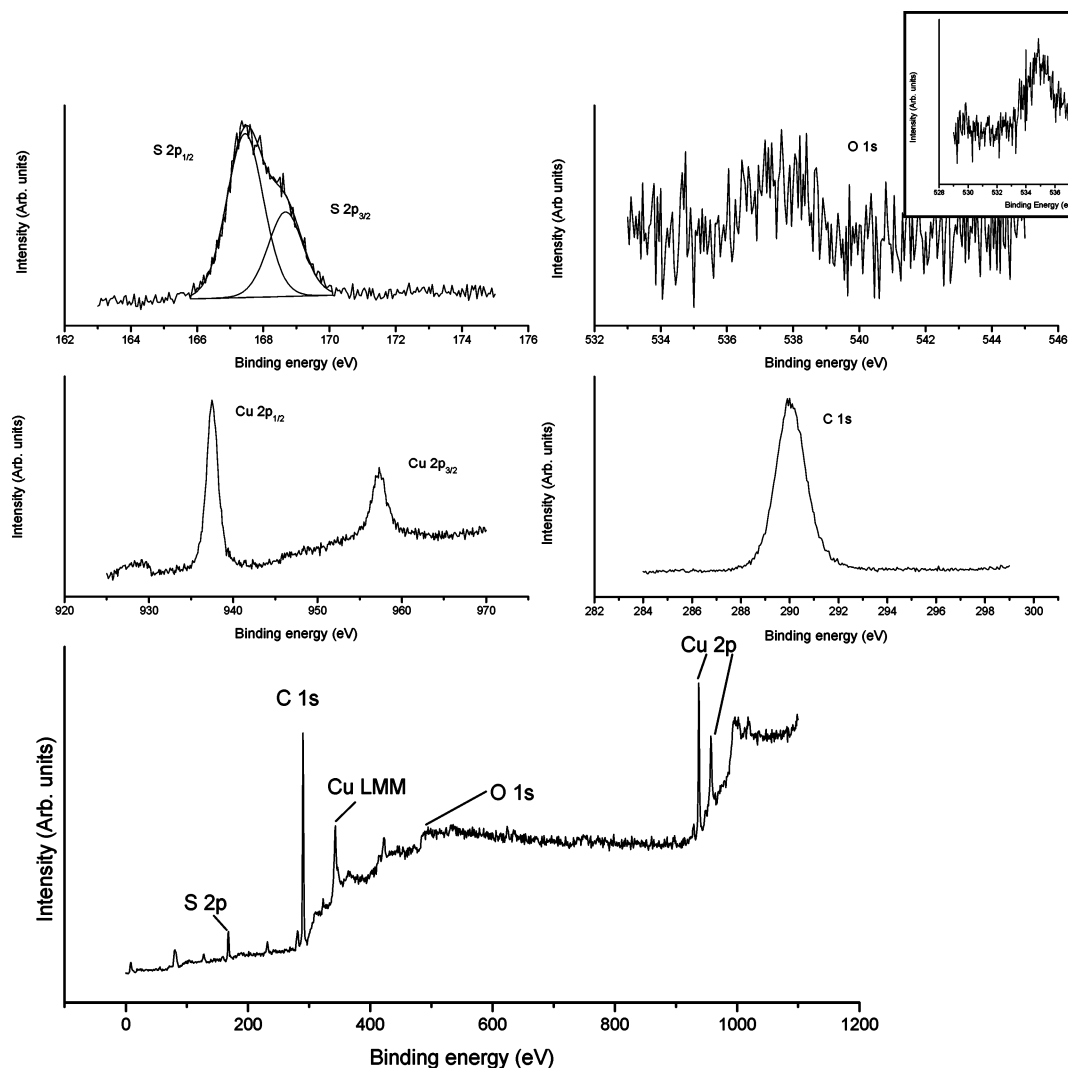 Intensity (Arb. units)
528 530 532 534 536
Binding Energy (e
Intensity (Arb. units)
S 2p1/2
S 2p3/2
162 164 166 168 170 172 174 176
Binding energy (eV)
Intensity (Arb units)
O 1s
532 534 536 538 540 542 544 546
Binding energy (eV)
Intensity (Arb. units)
Cu 2p1/2
Cu 2p3/2
920 930 940 950 960 970
Binding energy (eV)
Intensity (Arb. units)
C 1s
282 284 286 288 290 292 294 296 298 300
Binding energy (eV)
Intensity (Arb. units)
S 2p
C 1s
Cu LMM
O 1s
Cu 2p
0 200 400 600 800 1000 1200
Binding energy (eV)